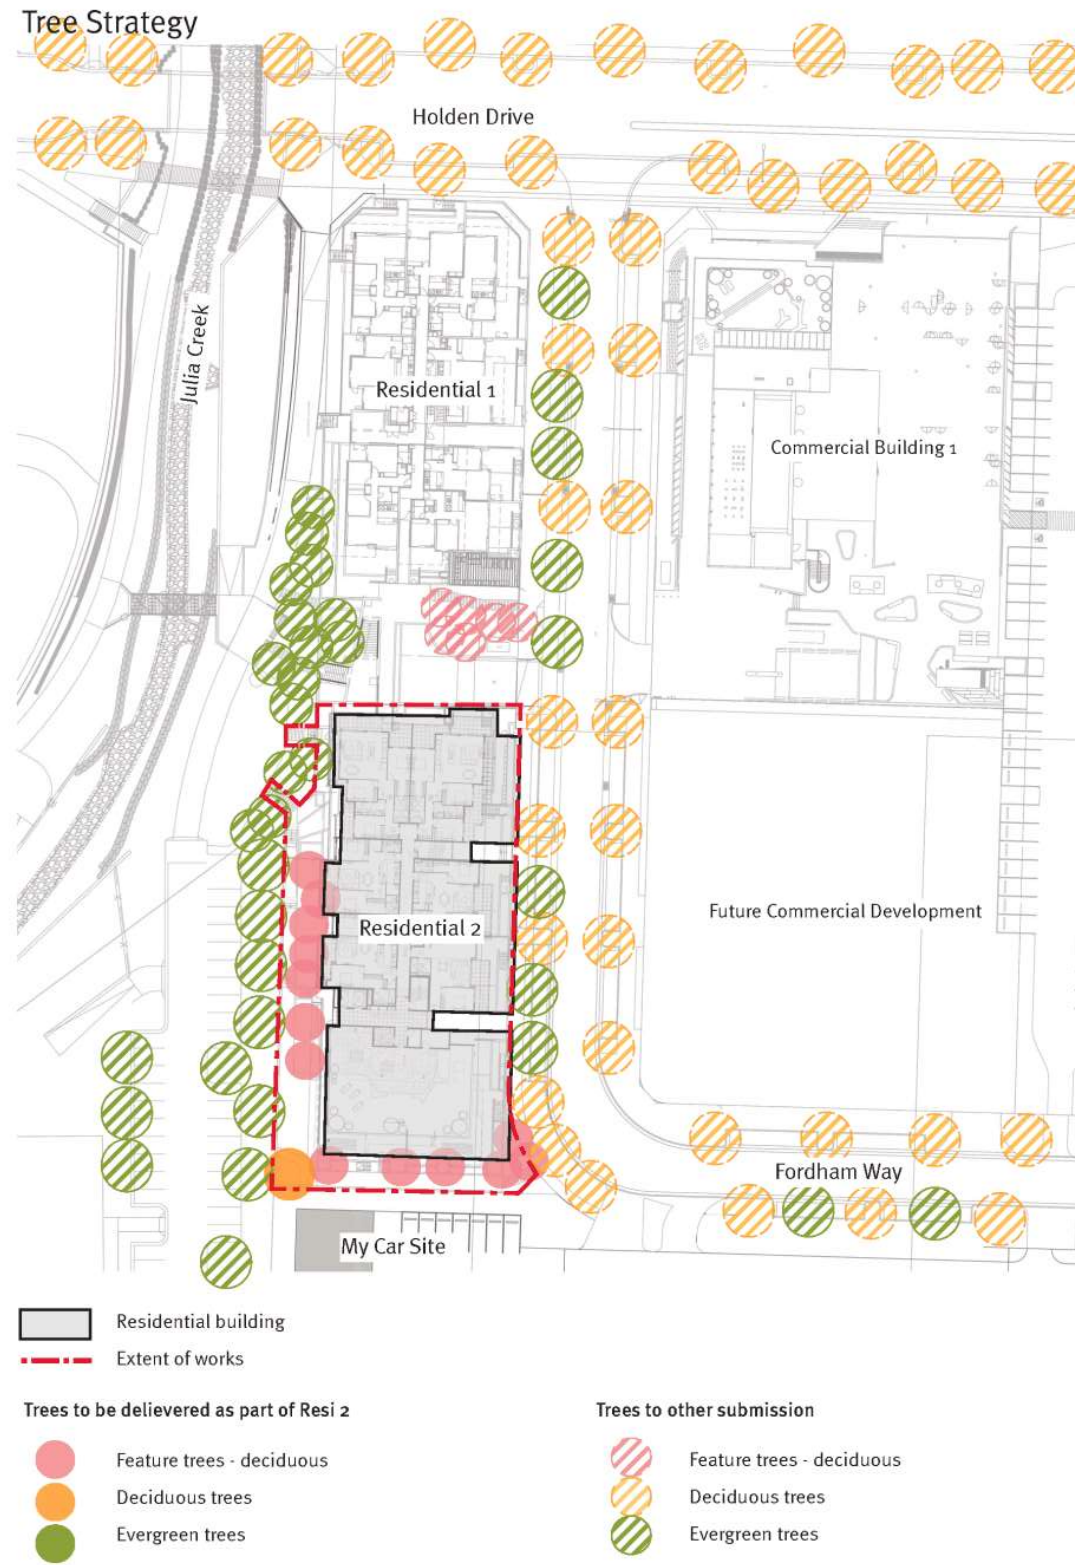 Tree Strategy
Holden Drive
Julia Creek
Residential 1
Commercial Building 1
Residential 2
Future Commercial Development
Fordham Way
My Car Site
Residential building
Extent of works
Trees to be delievered as part of Resi 2
Feature trees - deciduous
Deciduous trees
Evergreen trees
Trees to other submission
Feature trees - deciduous
Deciduous trees
Evergreen trees